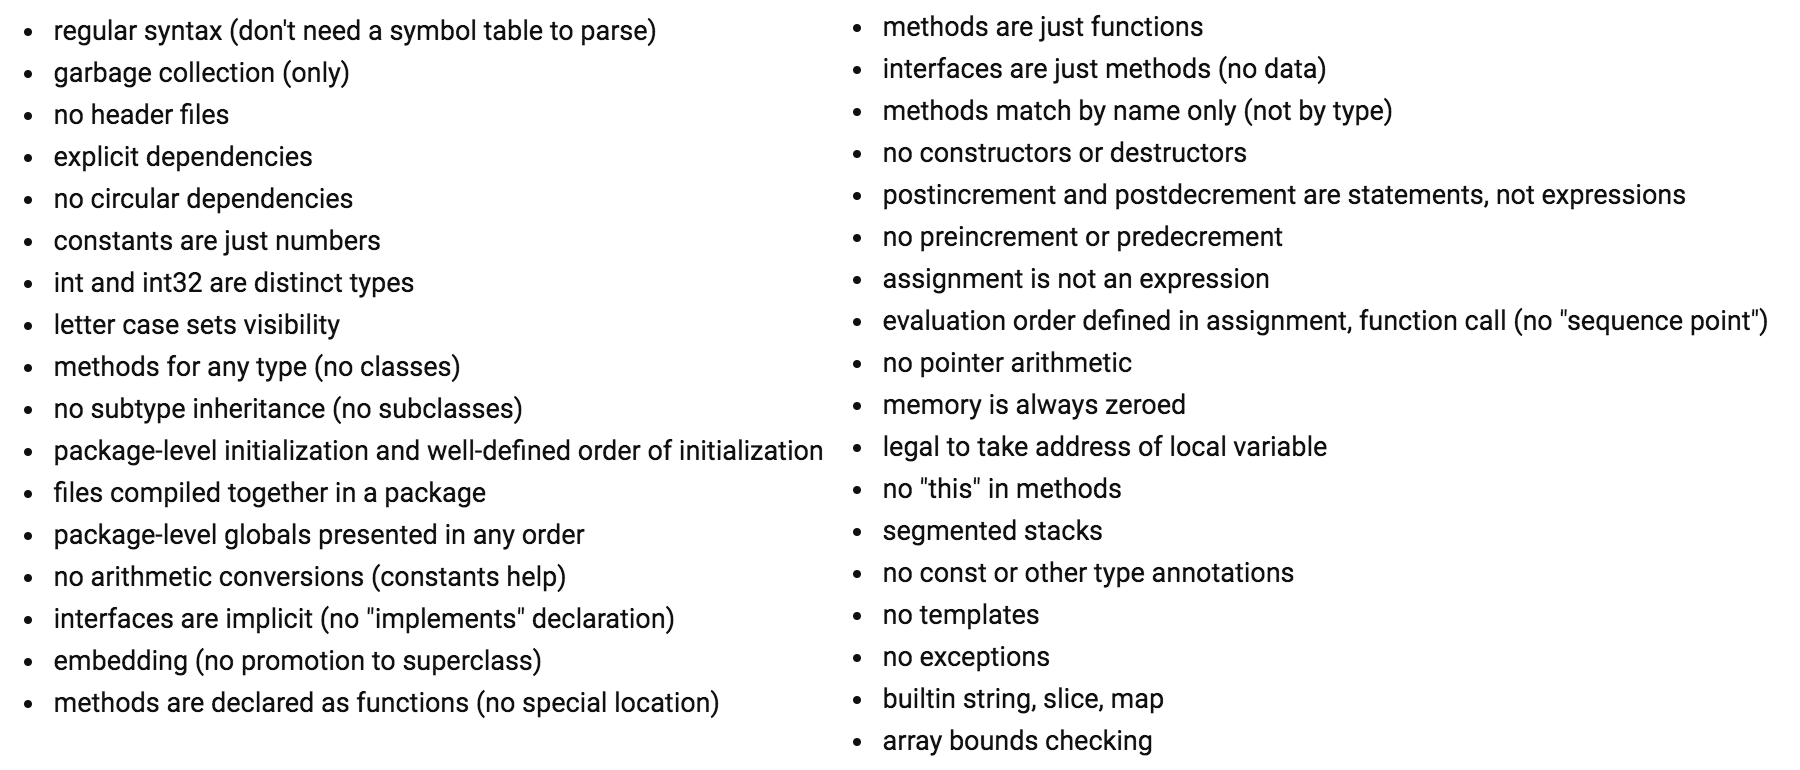 • regular syntax (don't need a symbol table to parse)
• garbage collection (only)
• no header files
• explicit dependencies
• no circular dependencies
• constants are just numbers
• int and int32 are distinct types
• letter case sets visibility
• methods for any type (no classes)
• no subtype inheritance (no subclasses)
• package-level initialization and well-defined order of initialization
• files compiled together in a package
• package-level globals presented in any order
• no arithmetic conversions (constants help)
• interfaces are implicit (no "implements" declaration)
• embedding (no promotion to superclass)
• methods are declared as functions (no special location)
• methods are just functions
• interfaces are just methods (no data)
• methods match by name only (not by type)
• no constructors or destructors
• postincrement and postdecrement are statements, not expressions
• no preincrement or predecrement
• assignment is not an expression
• evaluation order defined in assignment, function call (no "sequence point")
• no pointer arithmetic
• memory is always zeroed
• legal to take address of local variable
• no "this" in methods
• segmented stacks
• no const or other type annotations
• no templates
• no exceptions
• builtin string, slice, map
• array bounds checking